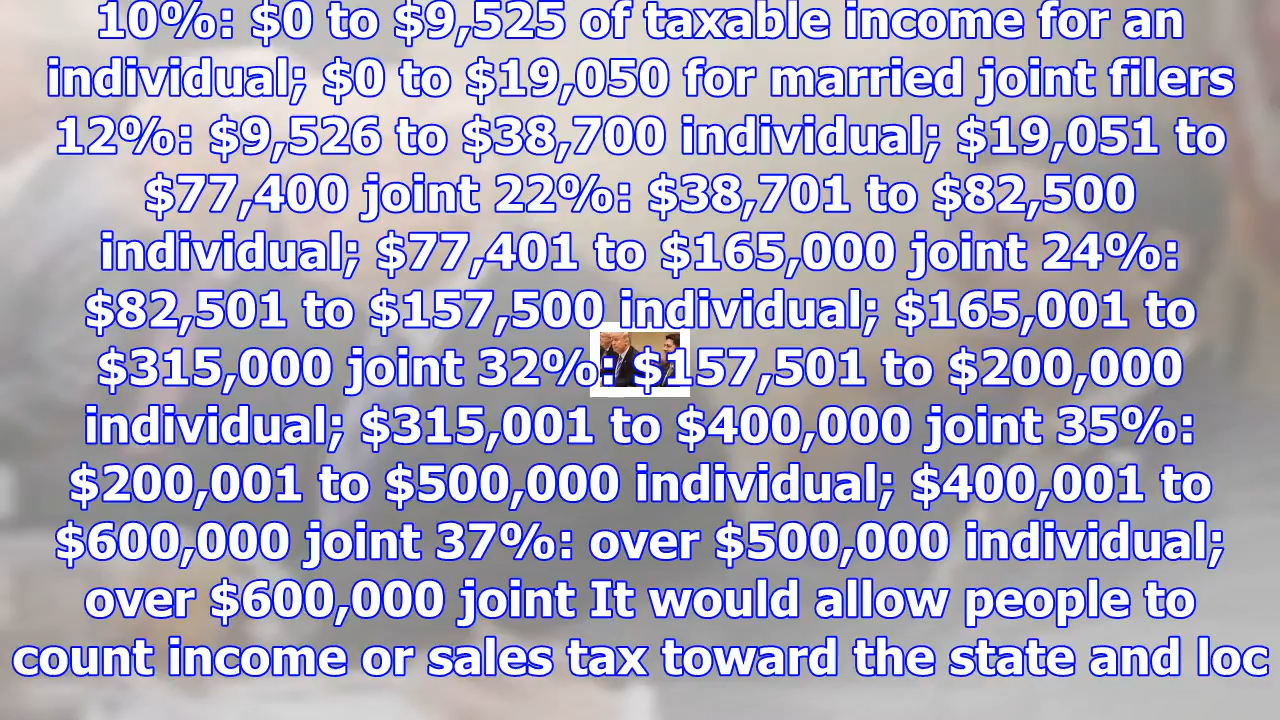 10%: $0 to $9,525 of taxable income for an
individual; $0 to $19,050 for married joint filers
12%: $9,526 to $38,700 individual; $19,051 to
$77,400 joint 22%: $38,701 to $82,500
individual; $77,401 to $165,000 joint 24%:
$82,501 to $157,500 individual; $165,001 to
$315,000 joint 32%: $157,501 to $200,000
individual; $315,001 to $400,000 joint 35%:
$200,001 to $500,000 individual; $400,001 to
$600,000 joint 37%: over $500,000 individual;
over $600,000 joint It would allow people to
count income or sales tax toward the state and loc